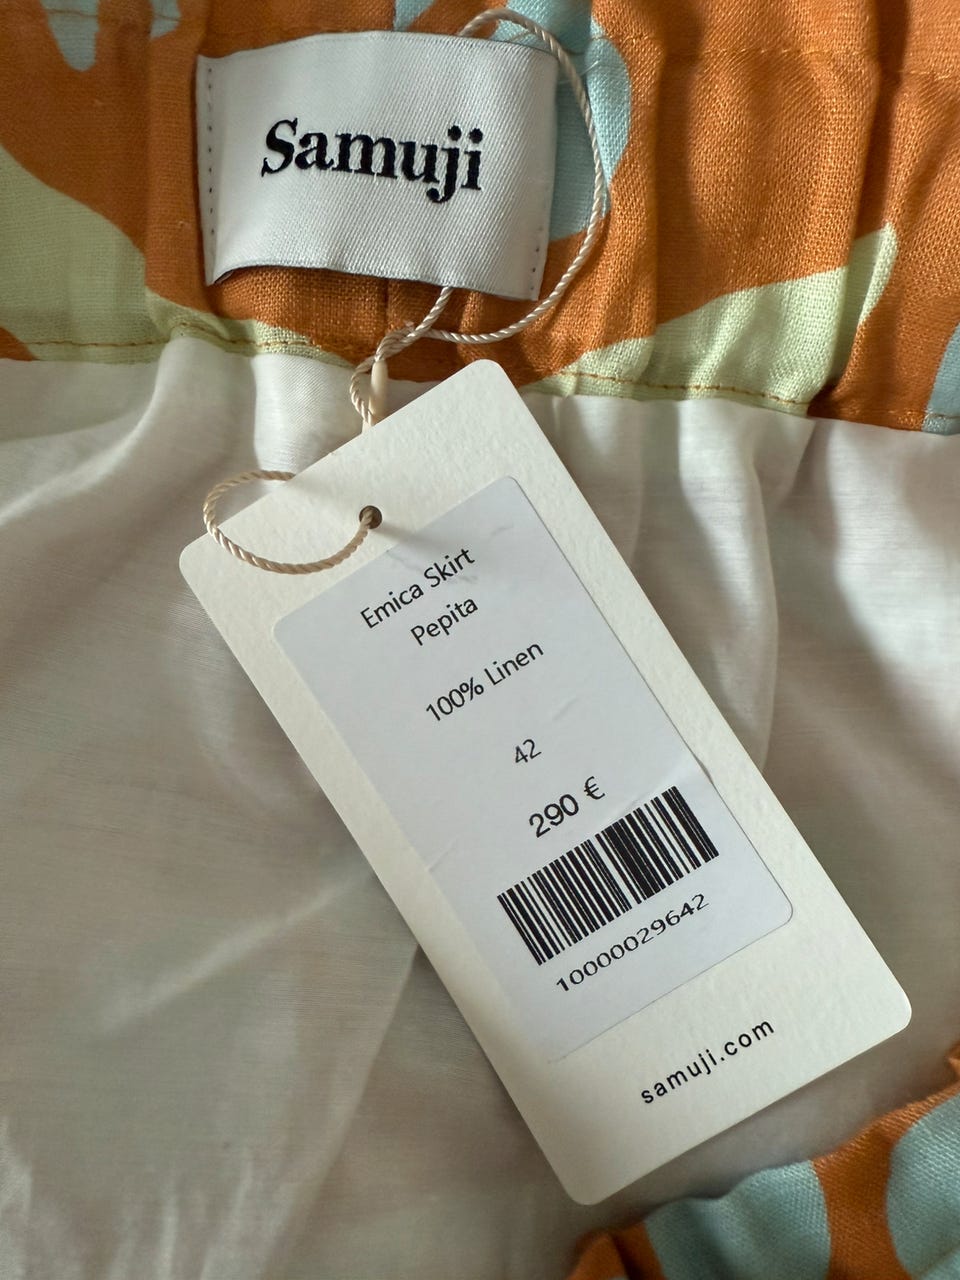 Samuji
Emica Skirt
Pepita
100% Linen
42
290 €
10000029642
samuji.com